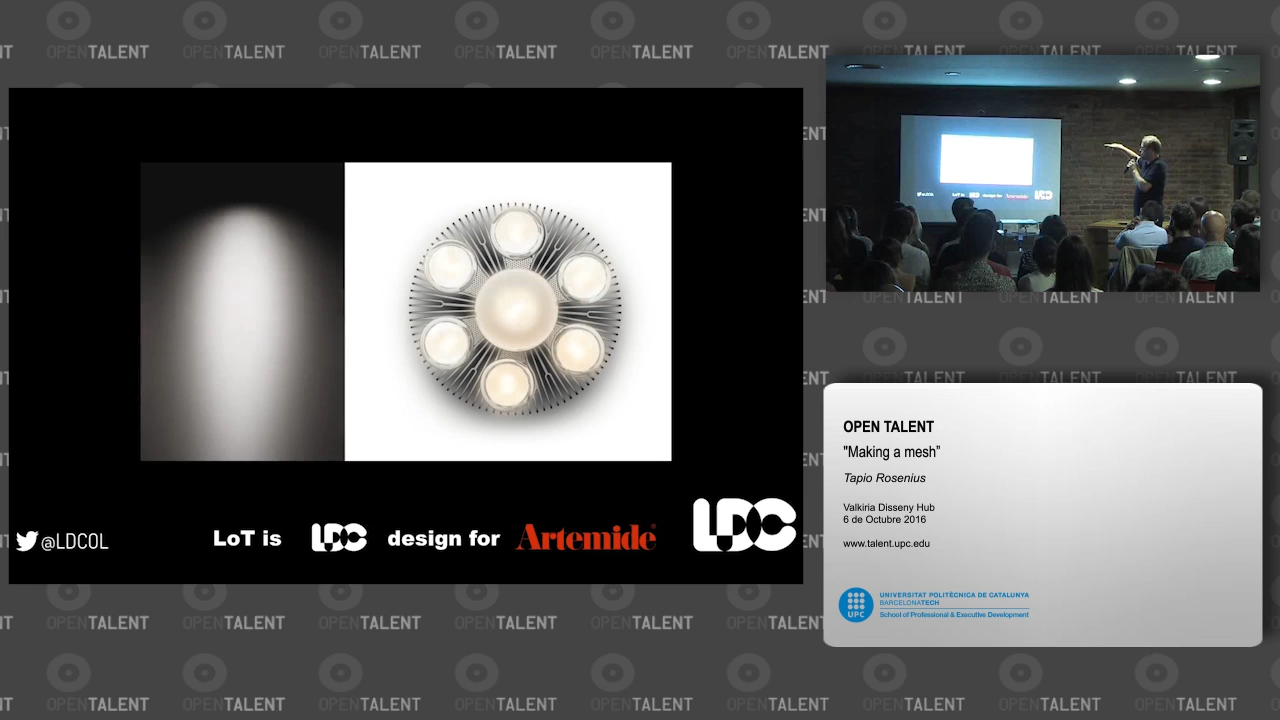 @LDCOL
LoT is LDC design for Artemide
LDC
OPEN TALENT
"Making a mesh"
Tapio Rosenius
Valkiria Disseny Hub
6 de Octubre 2016
www.talent.upc.edu
UPC
UNIVERSITAT POLITÈCNICA DE CATALUNYA
BARCELONATECH
School of Professional & Executive Development
OPENTALENT